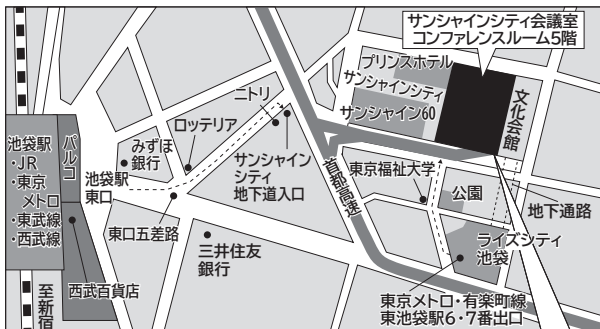 サンシャインシティ会議室
コンファレンスルーム5階
プリンスホテル
サンシャインシティ
サンシャイン60
文化会館
ニトリ
ロッテリア
みずほ
銀行
パルコ
池袋駅
・JR
・東京
メトロ
・東武線
・西武線
池袋駅
東口
サンシャイン
シティ
地下道入口
首都高速
東京福祉大学
公園
地下通路
東口五差路
三井住友
銀行
ライズシティ
池袋
西武百貨店
至新宿
東京メトロ・有楽町線
東池袋駅6・7番出口